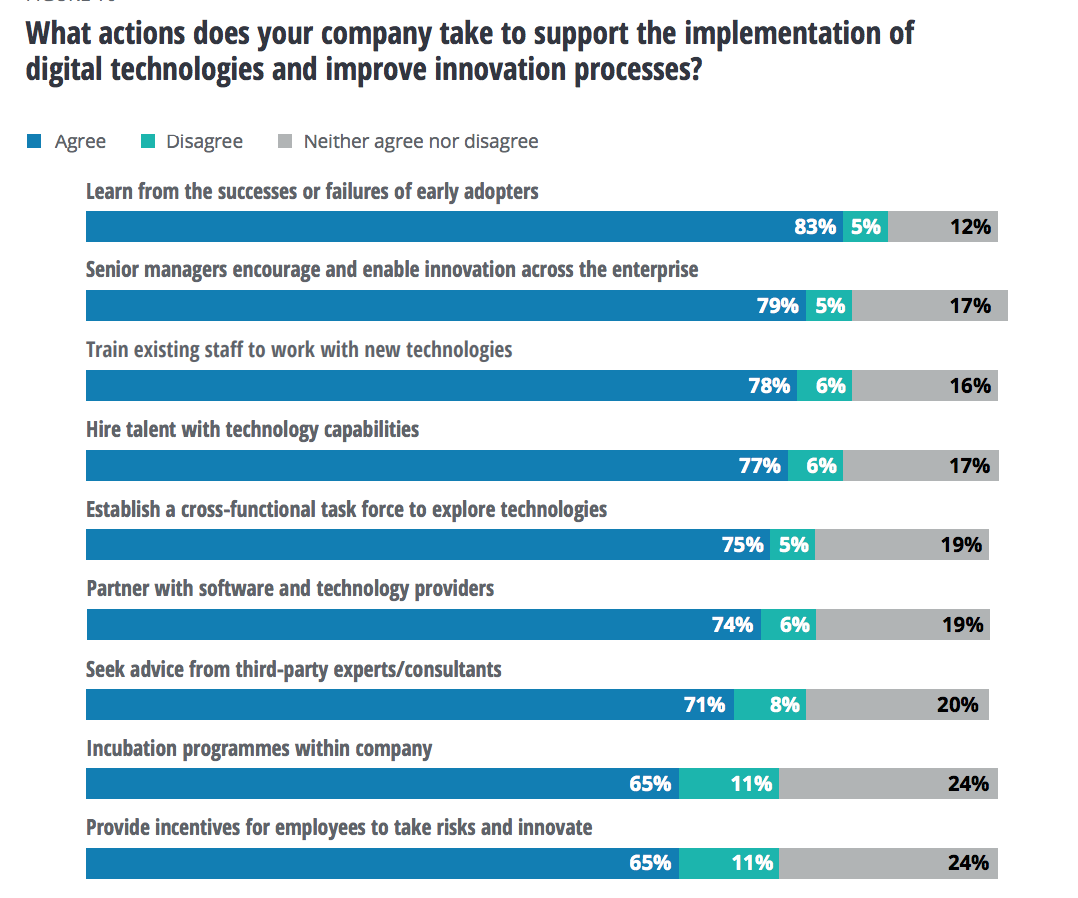 What actions does your company take to support the implementation of
digital technologies and improve innovation processes?
Agree
Disagree
Neither agree nor disagree
Learn from the successes or failures of early adopters
83% 5% 12%
Senior managers encourage and enable innovation across the enterprise
79% 5% 17%
Train existing staff to work with new technologies
78% 6% 16%
Hire talent with technology capabilities
77% 6% 17%
Establish a cross-functional task force to explore technologies
75% 5% 19%
Partner with software and technology providers
74% 6% 19%
Seek advice from third-party experts/consultants
71% 8% 20%
Incubation programmes within company
65% 11% 24%
Provide incentives for employees to take risks and innovate
65% 11% 24%